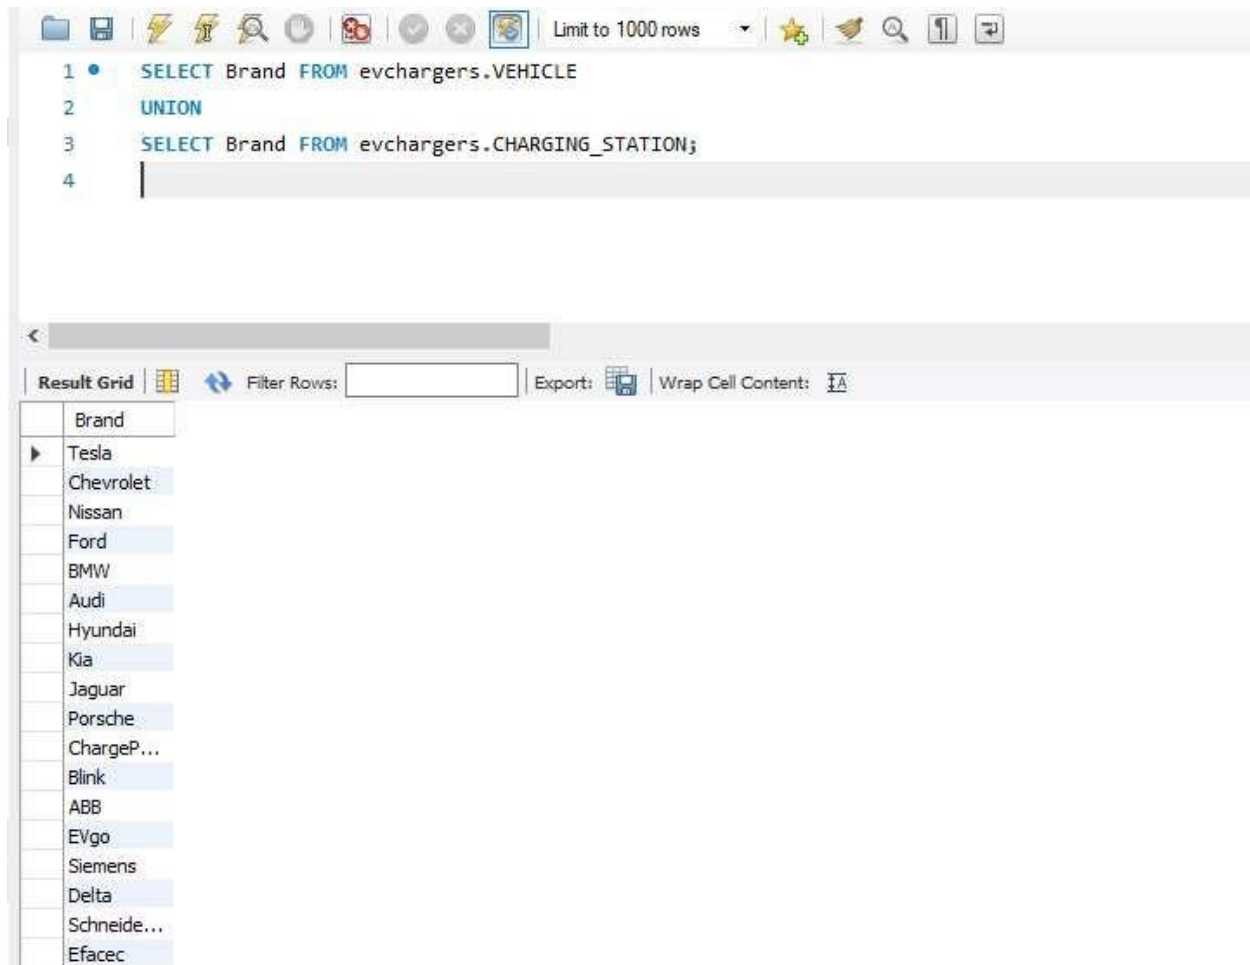 Limit to 1000 rows
1 SELECT Brand FROM evchargers.VEHICLE
2 UNION
3 SELECT Brand FROM evchargers.CHARGING_STATION;
4
Result Grid Filter Rows: Export: Wrap Cell Content: IA
Brand
Tesla
Chevrolet
Nissan
Ford
BMW
Audi
Hyundai
Kia
Jaguar
Porsche
ChargeP...
Blink
ABB
EVgo
Siemens
Delta
Schneide...
Efacec